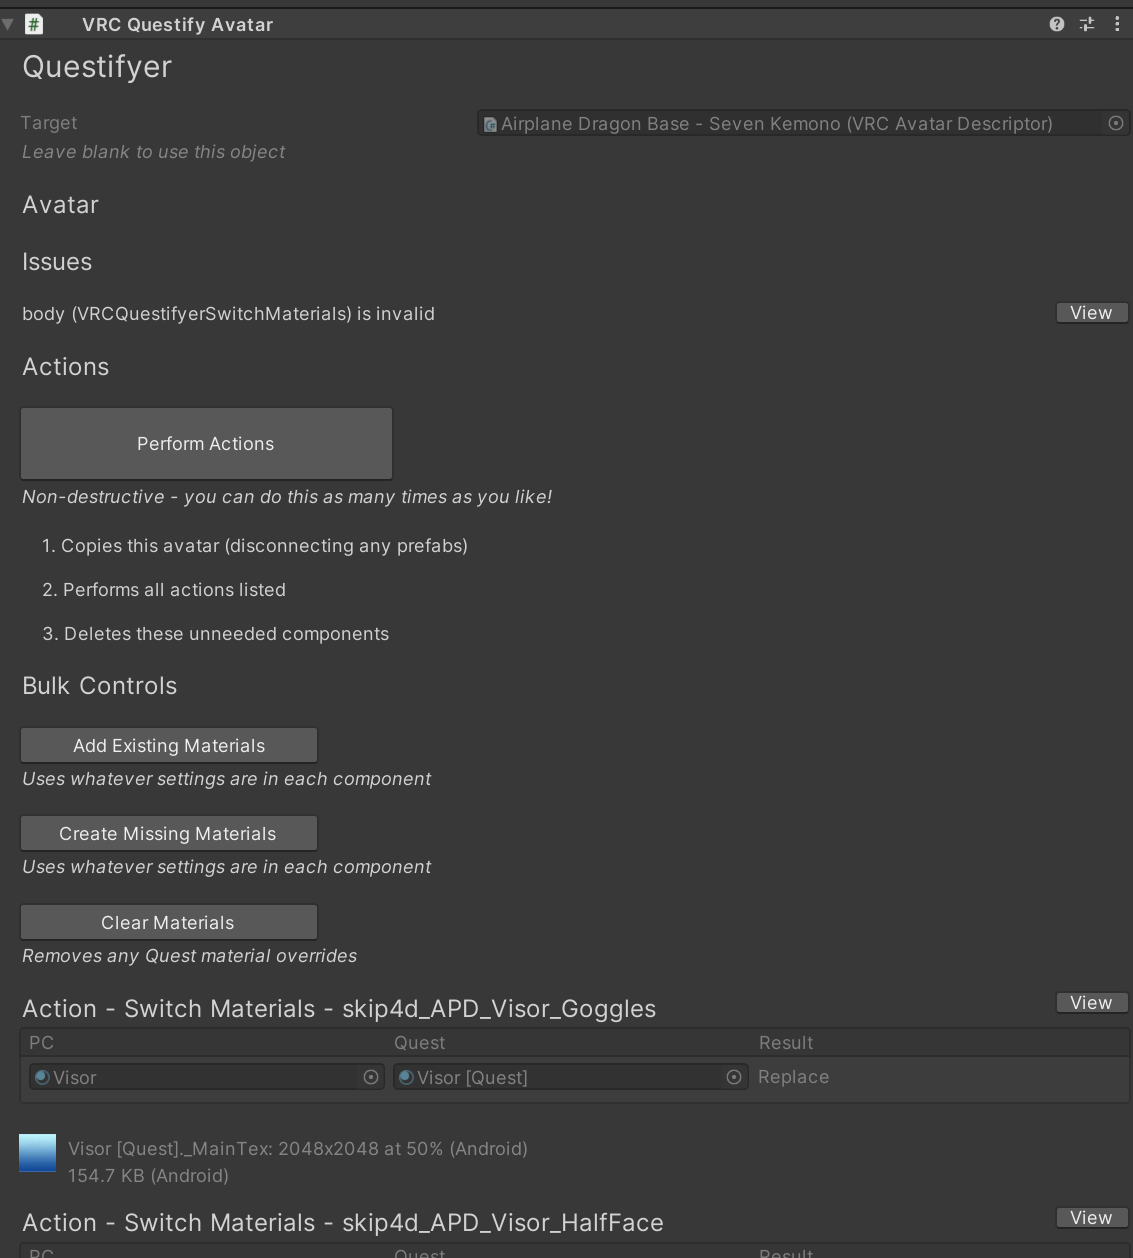 VRC Questify Avatar
Questifyer
Target
Airplane Dragon Base - Seven Kemono (VRC Avatar Descriptor)
Leave blank to use this object
Avatar
Issues
body (VRCQuestifyerSwitchMaterials) is invalid
View
Actions
Perform Actions
Non-destructive - you can do this as many times as you like!
1. Copies this avatar (disconnecting any prefabs)
2. Performs all actions listed
3. Deletes these unneeded components
Bulk Controls
Add Existing Materials
Uses whatever settings are in each component
Create Missing Materials
Uses whatever settings are in each component
Clear Materials
Removes any Quest material overrides
Action - Switch Materials - skip4d_APD_Visor_Goggles
View
PC Quest Result
Visor Visor [Quest] Replace
Visor [Quest]._MainTex: 2048x2048 at 50% (Android)
154.7 KB (Android)
Action - Switch Materials - skip4d_APD_Visor_HalfFace
View
PC Quest Result